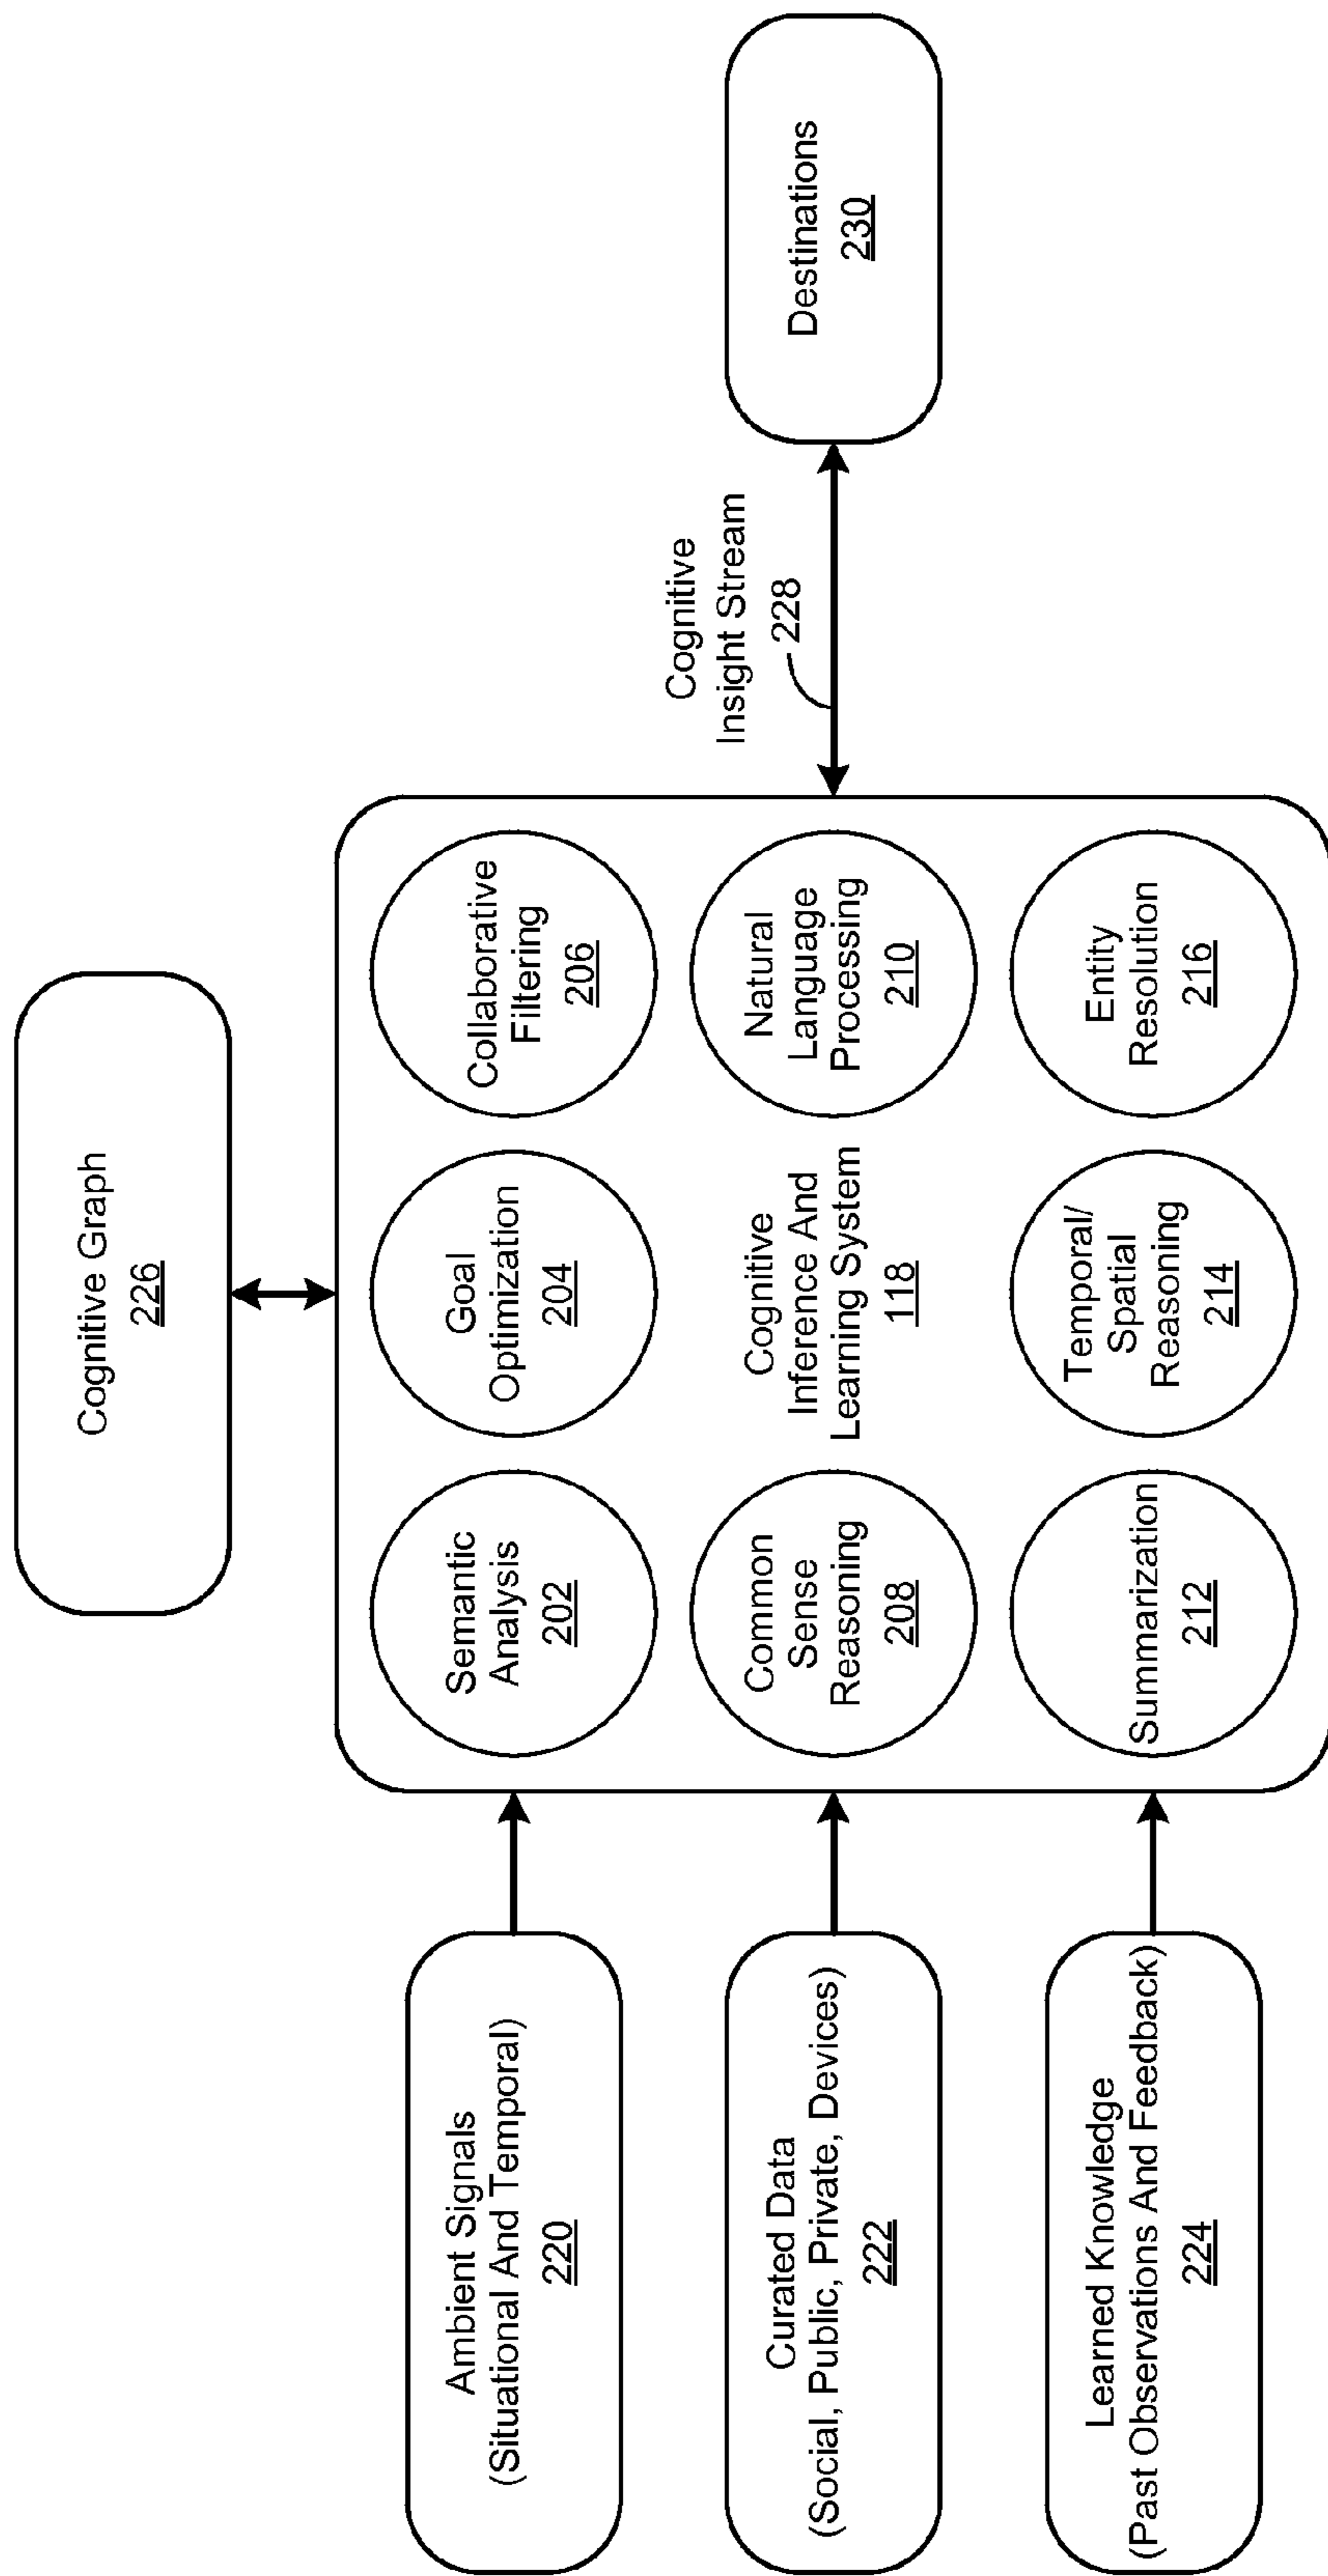 Cognitive Graph
226
Ambient Signals
(Situational And Temporal)
220
Curated Data
(Social, Public, Private, Devices)
222
Learned Knowledge
(Past Observations And Feedback)
224
Semantic
Analysis
202
Goal
Optimization
204
Collaborative
Filtering
206
Common
Sense
Reasoning
208
Cognitive
Inference And
Learning System
118
Natural
Language
Processing
210
Summarization
212
Temporal/
Spatial
Reasoning
214
Entity
Resolution
216
Cognitive
Insight Stream
228
Destinations
230